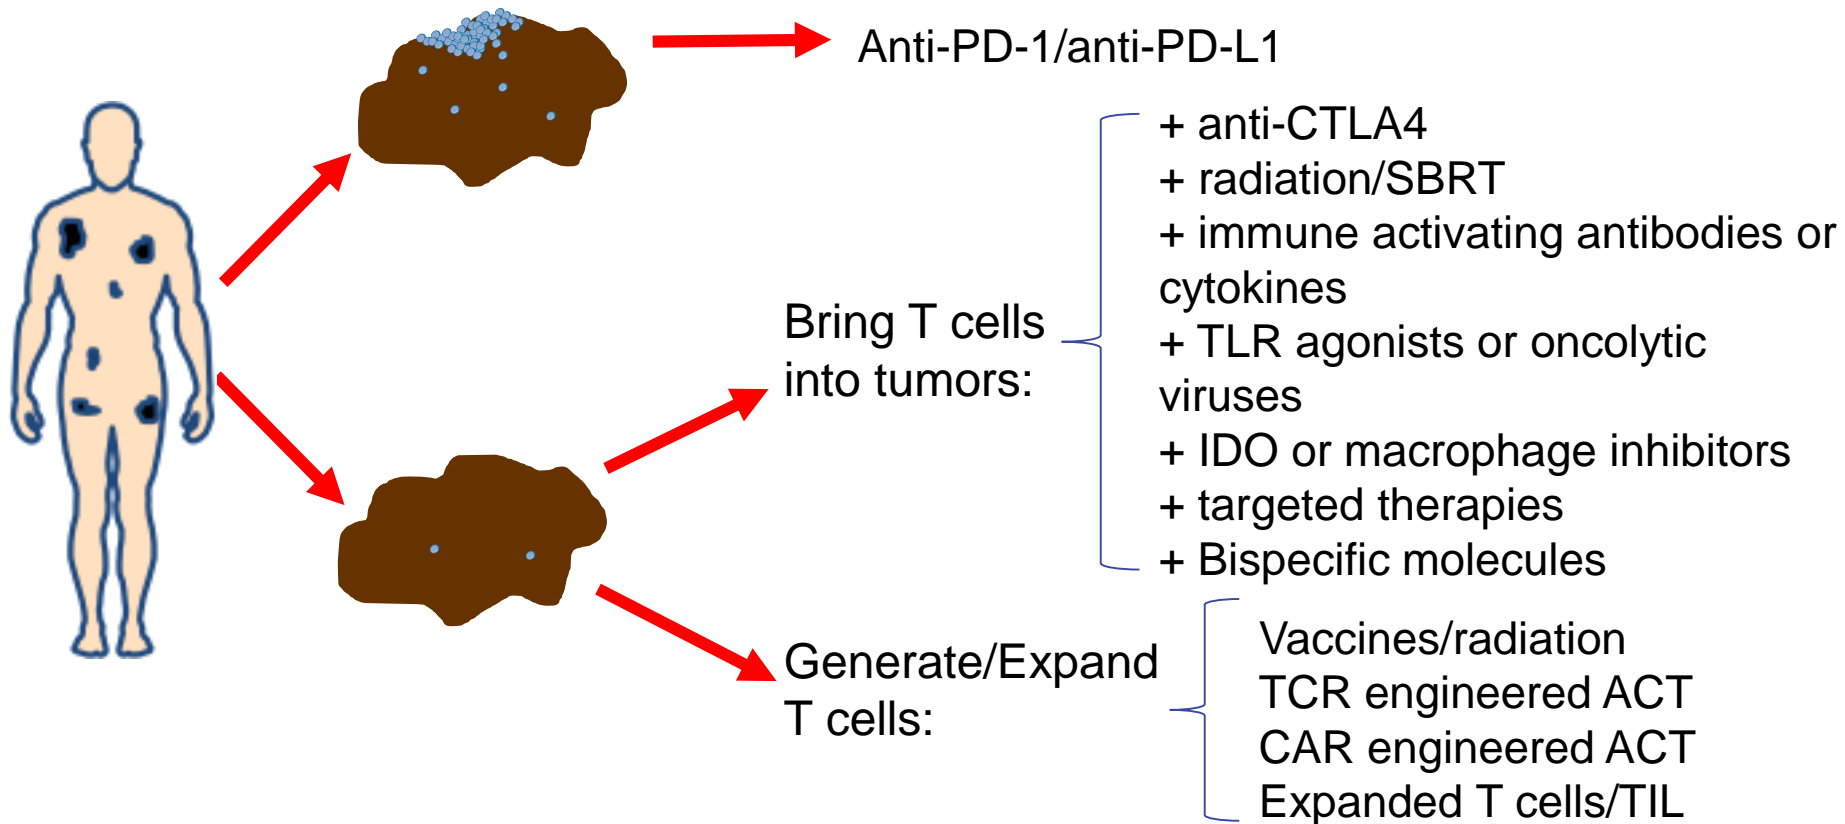 Anti-PD-1/anti-PD-L1
Bring T cells
into tumors:
+ anti-CTLA4
+ radiation/SBRT
+ immune activating antibodies or
cytokines
+ TLR agonists or oncolytic
viruses
+ IDO or macrophage inhibitors
+ targeted therapies
+ Bispecific molecules
Generate/Expand
T cells:
Vaccines/radiation
TCR engineered ACT
CAR engineered ACT
Expanded T cells/TIL